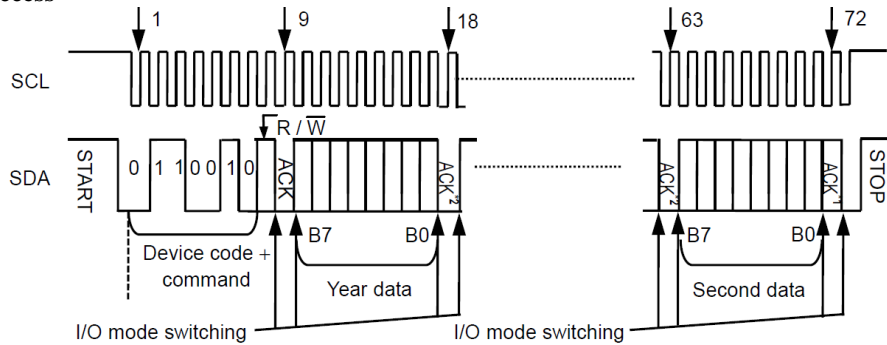 1 9 18 63 72
SCL
R / W
SDA START 0 1 1 0 0 1 0 ACK ACK*2 ACK*2 ACK*1 STOP
B7 B0 B7 B0
Device code +
command
Year data Second data
I/O mode switching I/O mode switching